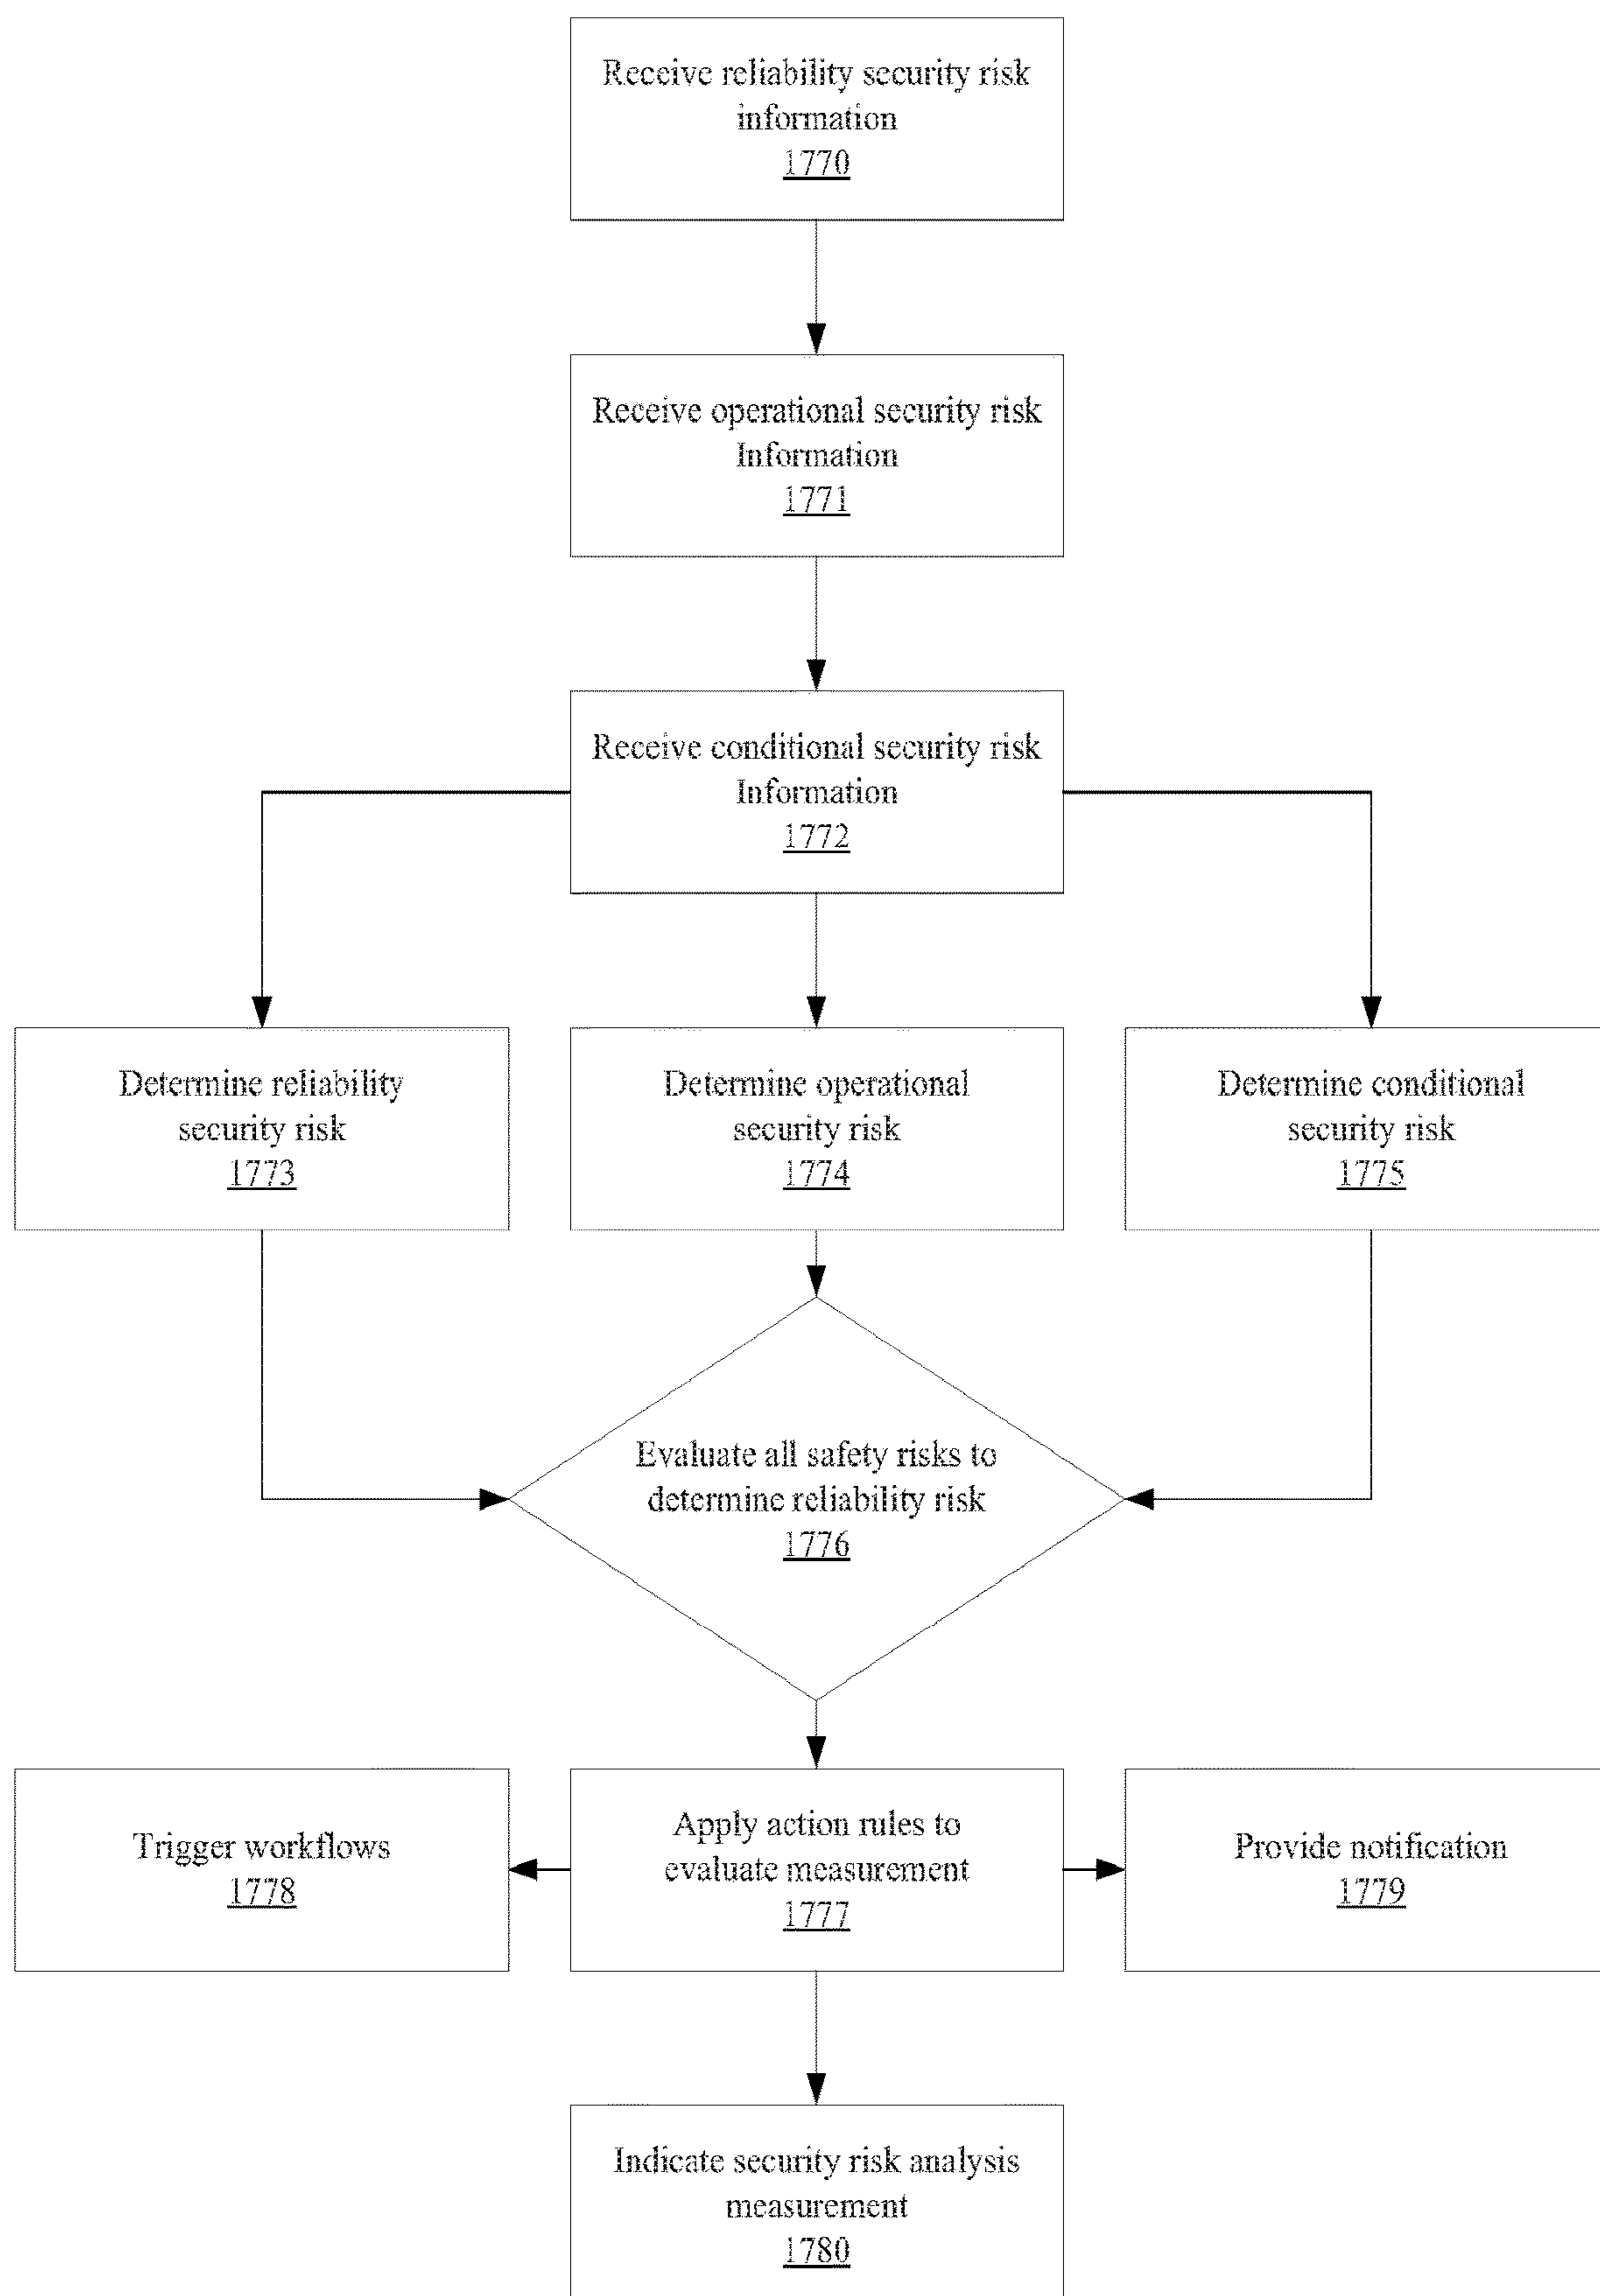 Receive reliability security risk
information
1770
Receive operational security risk
Information
1771
Receive conditional security risk
Information
1772
Determine reliability
security risk
1773
Determine operational
security risk
1774
Determine conditional
security risk
1775
Evaluate all safety risks to
determine reliability risk
1776
Trigger workflows
1778
Apply action rules to
evaluate measurement
1777
Provide notification
1779
Indicate security risk analysis
measurement
1780